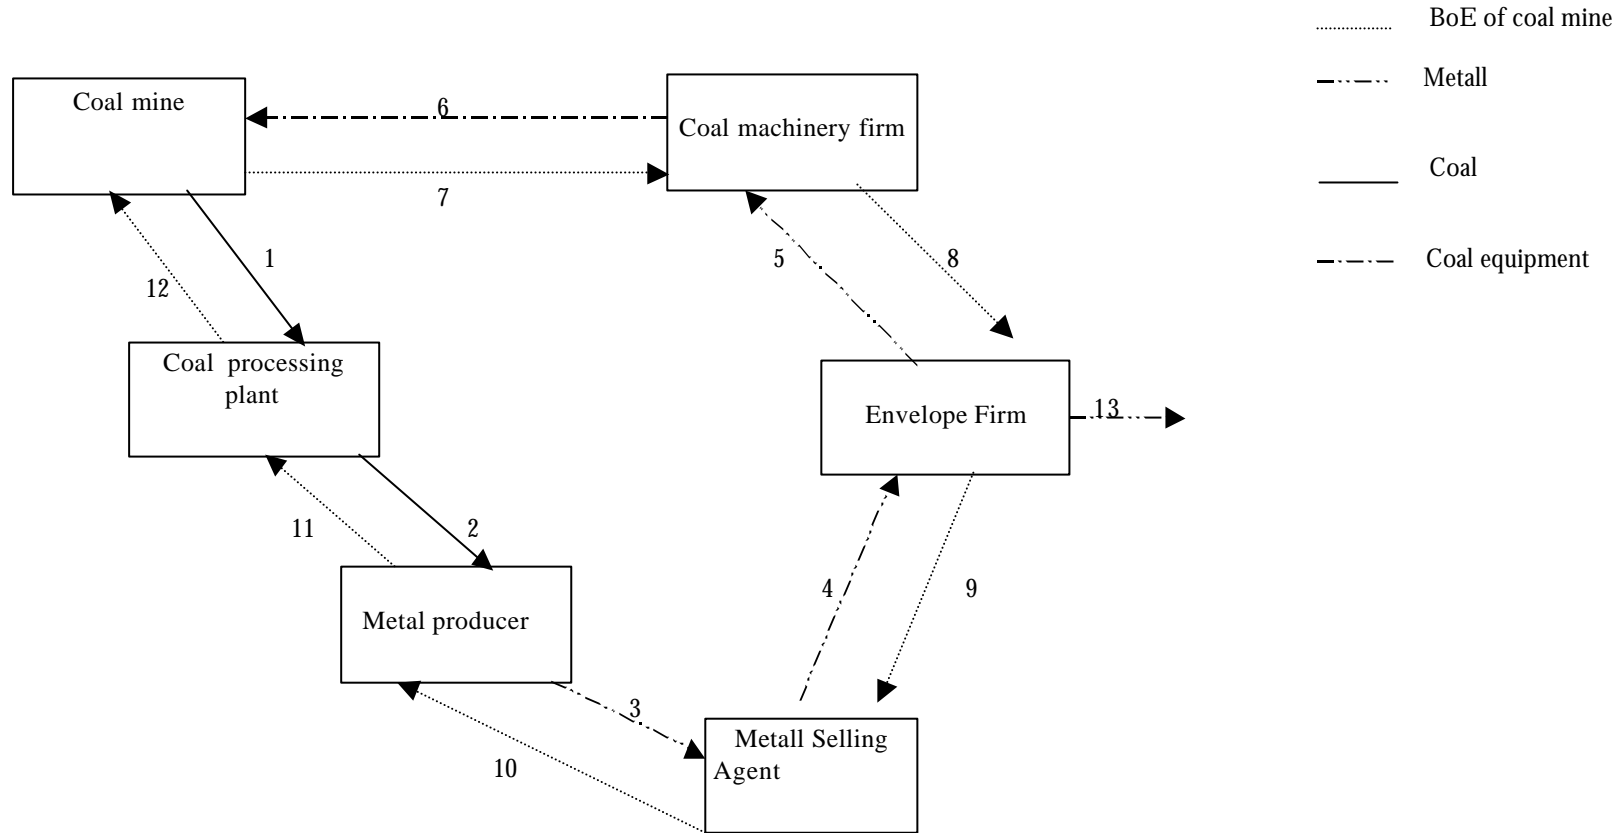 BoE of coal mine
Metall
Coal
Coal equipment
Coal mine
6
Coal machinery firm
7
1
12
5
8
Coal processing
plant
Envelope Firm
13
11
2
4
9
Metal producer
3
10
Metall Selling
Agent